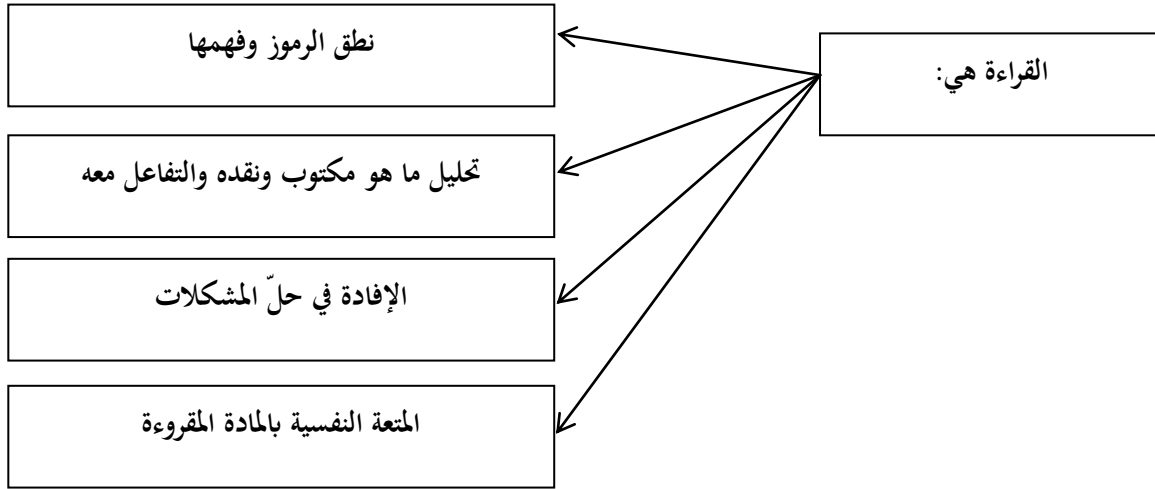 القراءة هي:
نطق الرموز وفهمها
تحليل ما هو مكتوب ونقده والتفاعل معه
الإفادة في حلّ المشكلات
المتعة النفسية بالمادة المقروءة